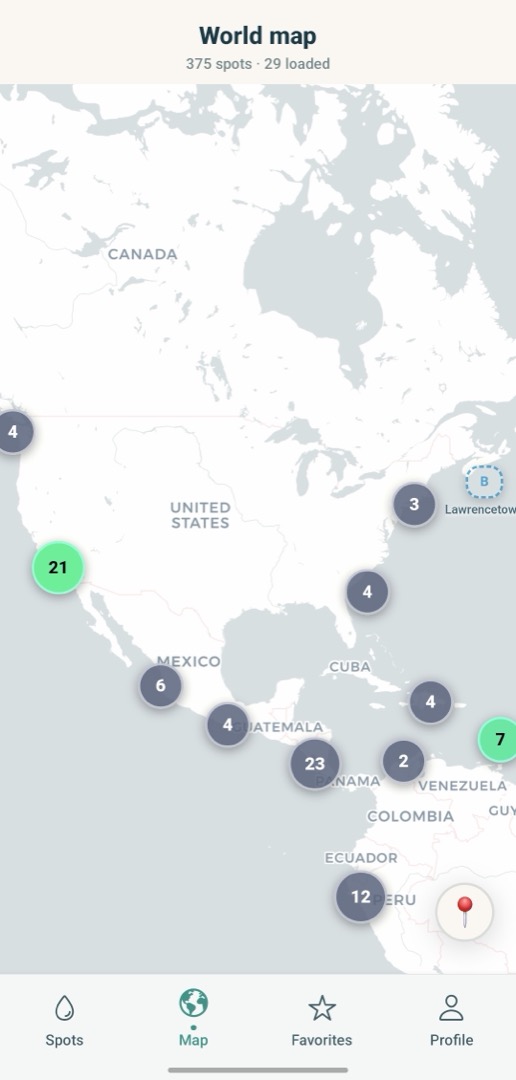 World map
375 spots · 29 loaded
CANADA
4
B
Lawrencetow
3
UNITED
STATES
21
4
MEXICO
CUBA
6
4
4
GUATEMALA
7
23
2
PANAMA
VENEZUELA
GUY
COLOMBIA
ECUADOR
12
PERU
Spots
Map
Favorites
Profile